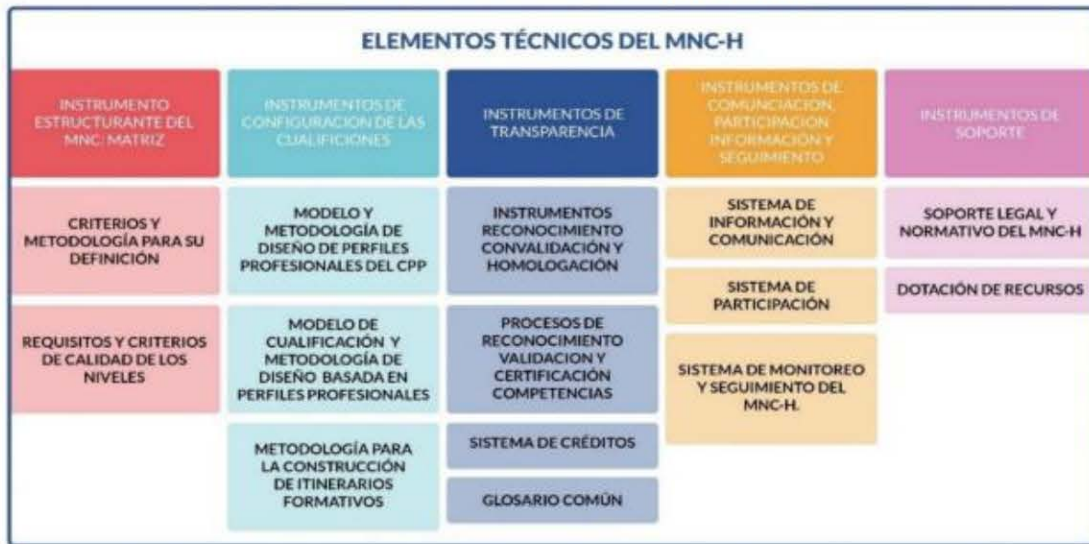 ELEMENTOS TÉCNICOS DEL MNC-H
INSTRUMENTO
ESTRUCTURANTE DEL
MNC: MATRIZ
CRITERIOS Y
METODOLOGÍA PARA SU
DEFINICIÓN
REQUISITOS Y CRITERIOS
DE CALIDAD DE LOS
NIVELES
INSTRUMENTOS DE
CONFIGURACION DE LAS
CUALIFICIONES
MODELO Y
METODOLOGÍA DE
DISEÑO DE PERFILES
PROFESIONALES DEL CPP
MODELO DE
CUALIFICACIÓN Y
METODOLOGÍA DE
DISEÑO BASADA EN
PERFILES PROFESIONALES
METODOLOGÍA PARA
LA CONSTRUCCIÓN
DE ITINERARIOS
FORMATIVOS
INSTRUMENTOS DE
TRANSPARENCIA
INSTRUMENTOS
RECONOCIMIENTO
CONVALIDACIÓN Y
HOMOLOGACIÓN
PROCESOS DE
RECONOCIMIENTO
VALIDACION Y
CERTIFICACIÓN
COMPETENCIAS
SISTEMA DE CRÉDITOS
GLOSARIO COMÚN
INSTRUMENTOS DE
COMUNCIACION,
PARTICIPACION
INFORMACIÓN Y
SEGUIMIENTO
SISTEMA DE
INFORMACIÓN Y
COMUNICACIÓN
SISTEMA DE
PARTICIPACIÓN
SISTEMA DE MONITOREO
Y SEGUIMIENTO DEL
MNC-H.
INSTRUMENTOS DE
SOPORTE
SOPORTE LEGAL Y
NORMATIVO DEL MNC-H
DOTACIÓN DE RECURSOS